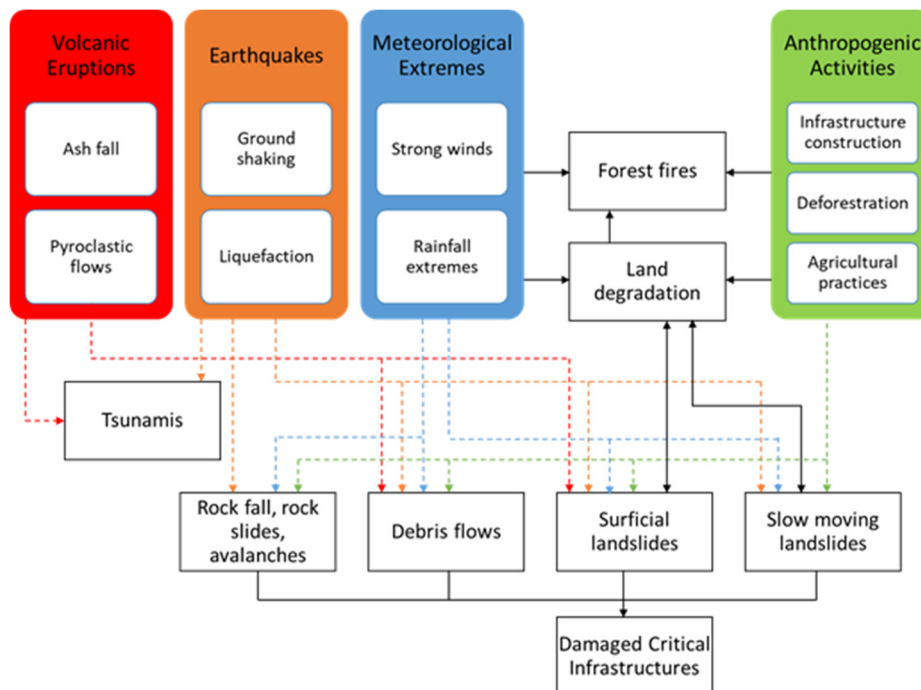 Volcanic
Eruptions
Ash fall
Pyroclastic
flows
Earthquakes
Ground
shaking
Liquefaction
Meteorological
Extremes
Strong winds
Rainfall
extremes
Forest fires
Land
degradation
Anthropogenic
Activities
Infrastructure
construction
Deforestration
Agricultural
practices
Tsunamis
Rock fall, rock
slides,
avalanches
Debris flows
Surficial
landslides
Slow moving
landslides
Damaged Critical
Infrastructures